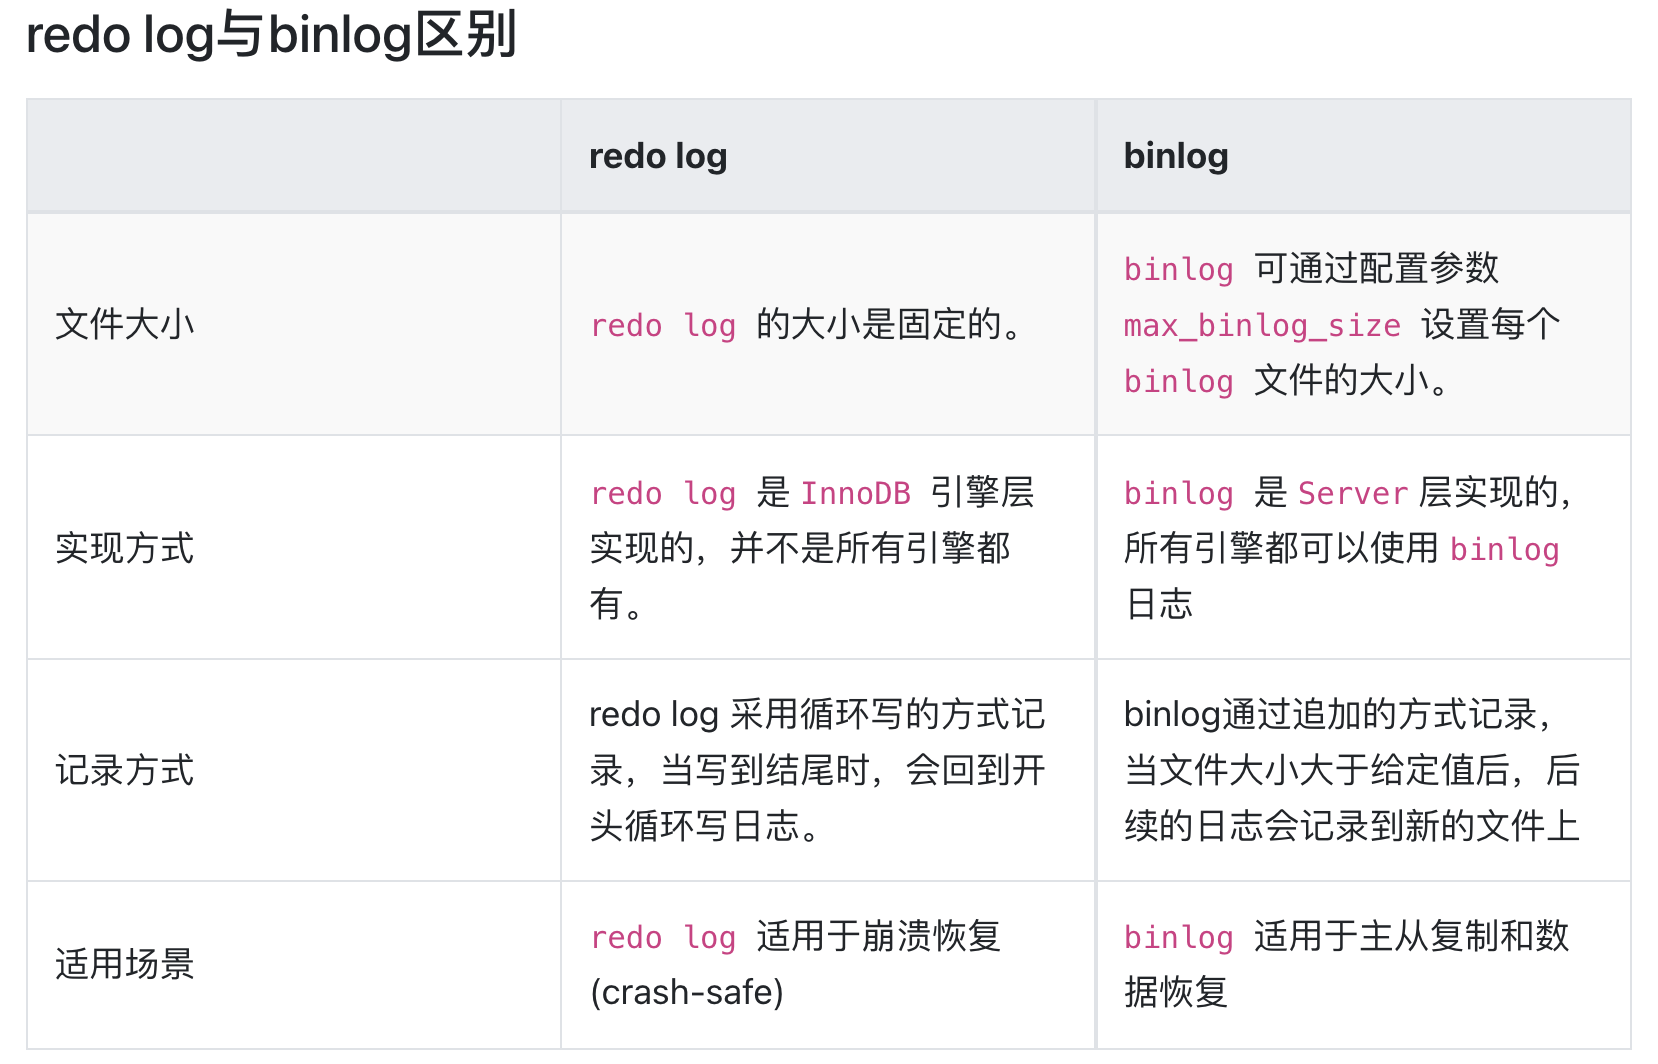 redo log与binlog区别
redo log
binlog
文件大小
redo log 的大小是固定的。
binlog 可通过配置参数
max_binlog_size 设置每个
binlog 文件的大小。
实现方式
redo log 是 InnoDB 引擎层
实现的，并不是所有引擎都
有。
binlog 是 Server 层实现的，
所有引擎都可以使用 binlog
日志
记录方式
redo log 采用循环写的方式记
录，当写到结尾时，会回到开
头循环写日志。
binlog通过追加的方式记录，
当文件大小大于给定值后，后
续的日志会记录到新的文件上
适用场景
redo log 适用于崩溃恢复
(crash-safe)
binlog 适用于主从复制和数
据恢复